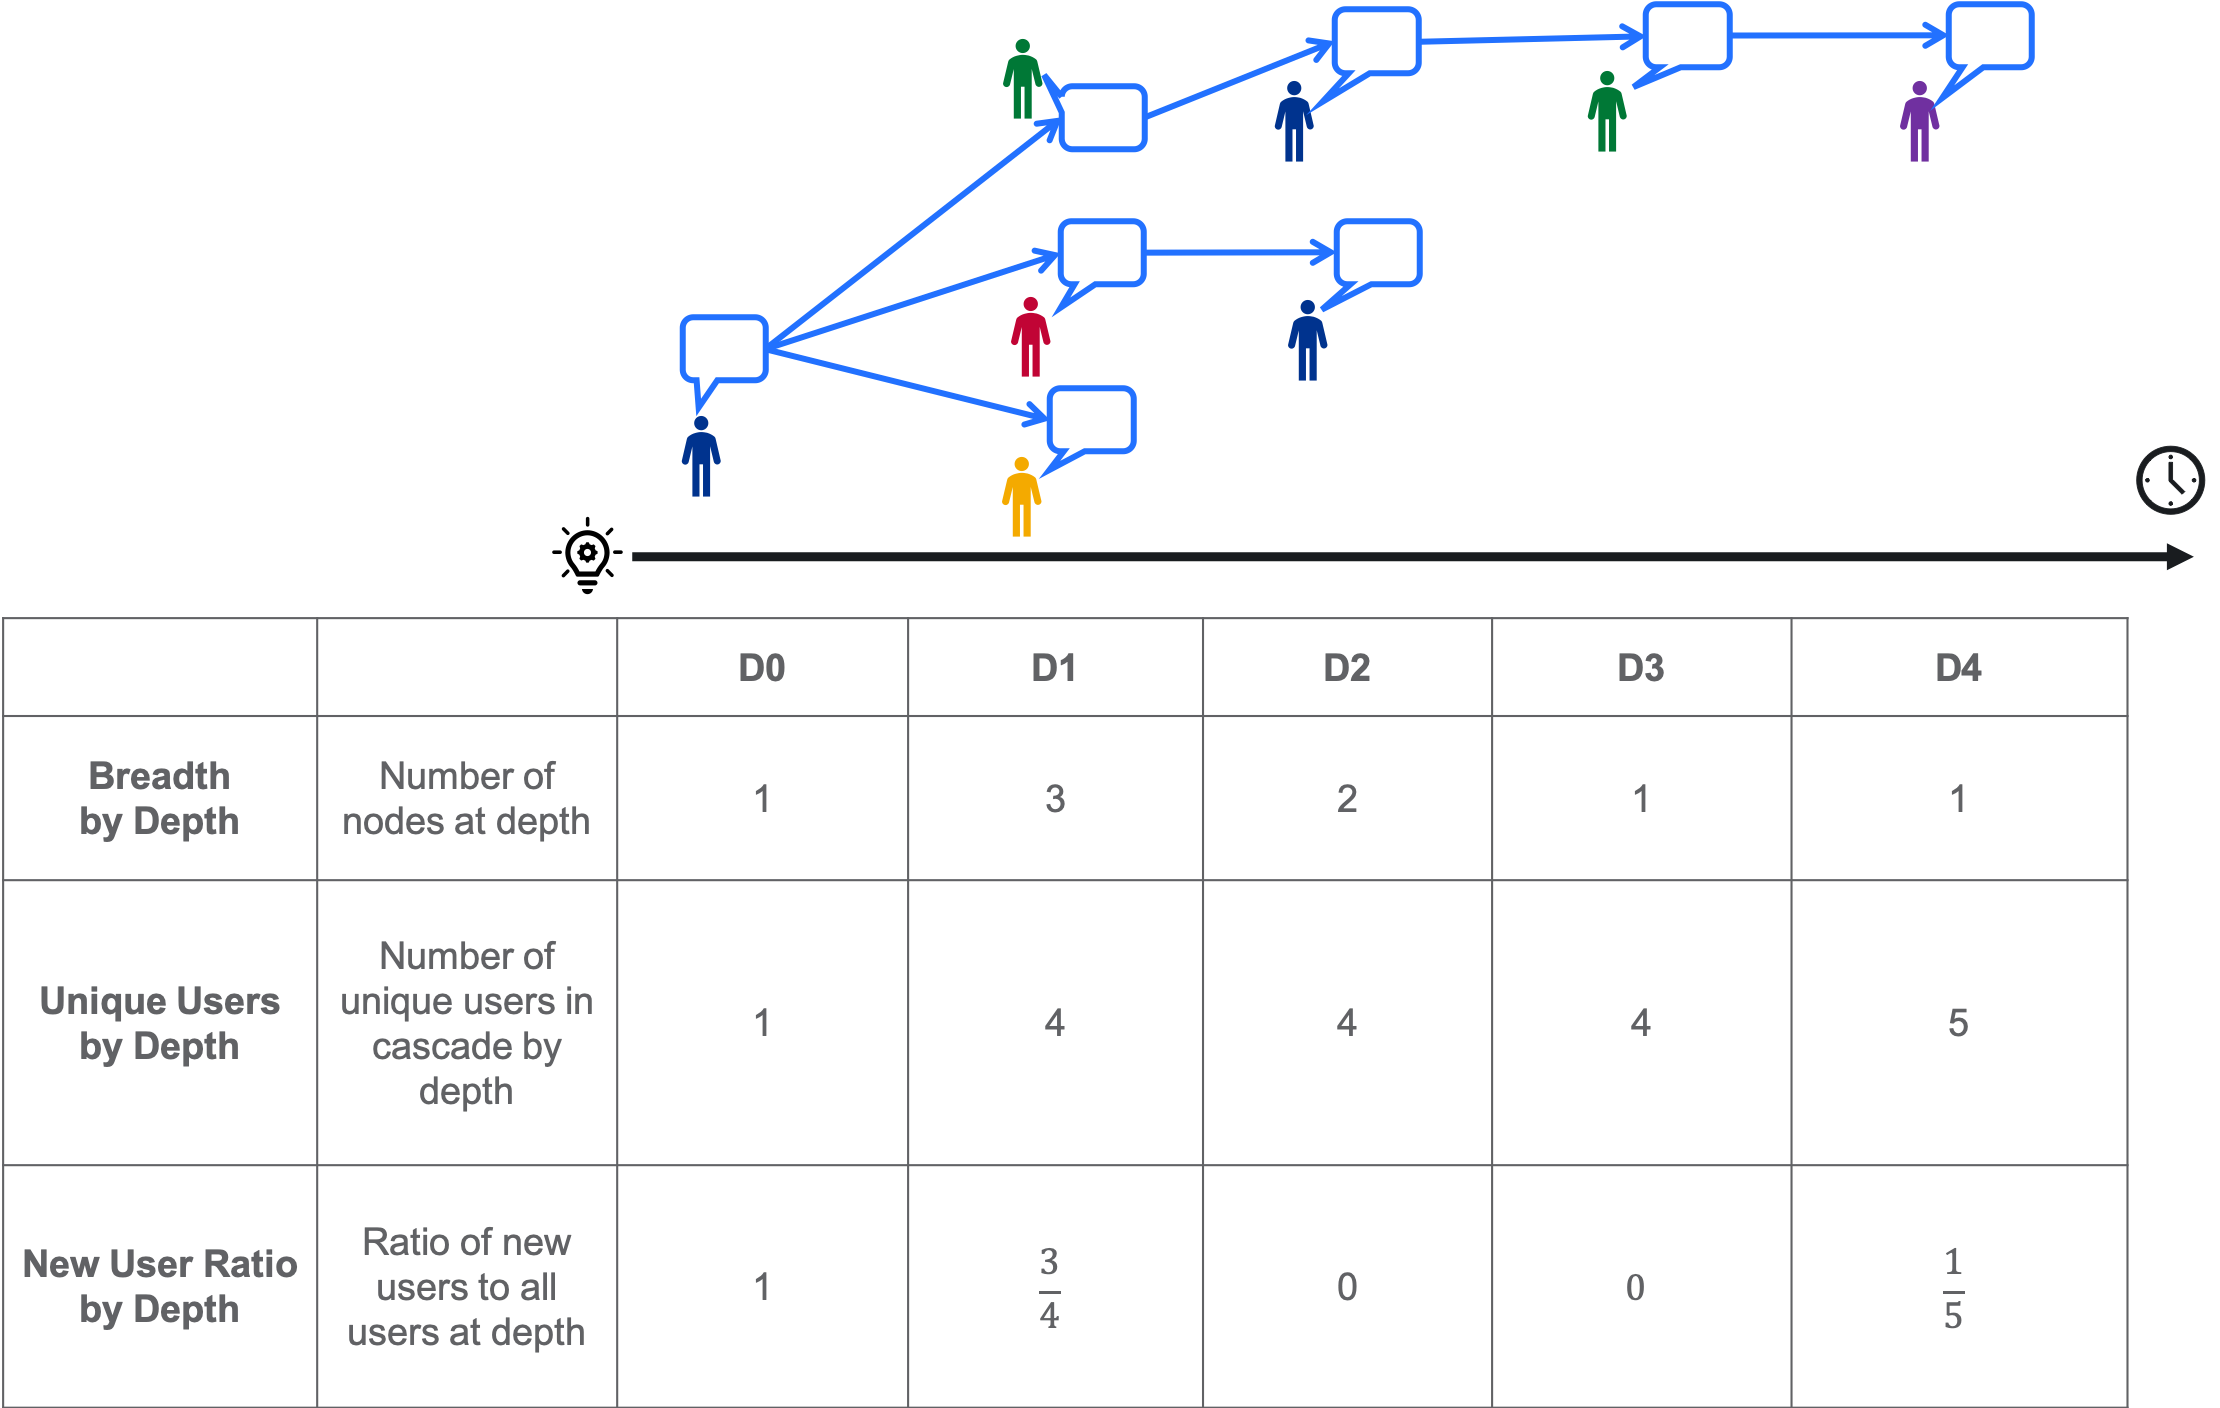 D0 D1 D2 D3 D4
Breadth
by Depth
Number of
nodes at depth
1 3 2 1 1
Unique Users
by Depth
Number of
unique users in
cascade by
depth
1 4 4 4 5
New User Ratio
by Depth
Ratio of new
users to all
users at depth
1 3/4 0 0 1/5